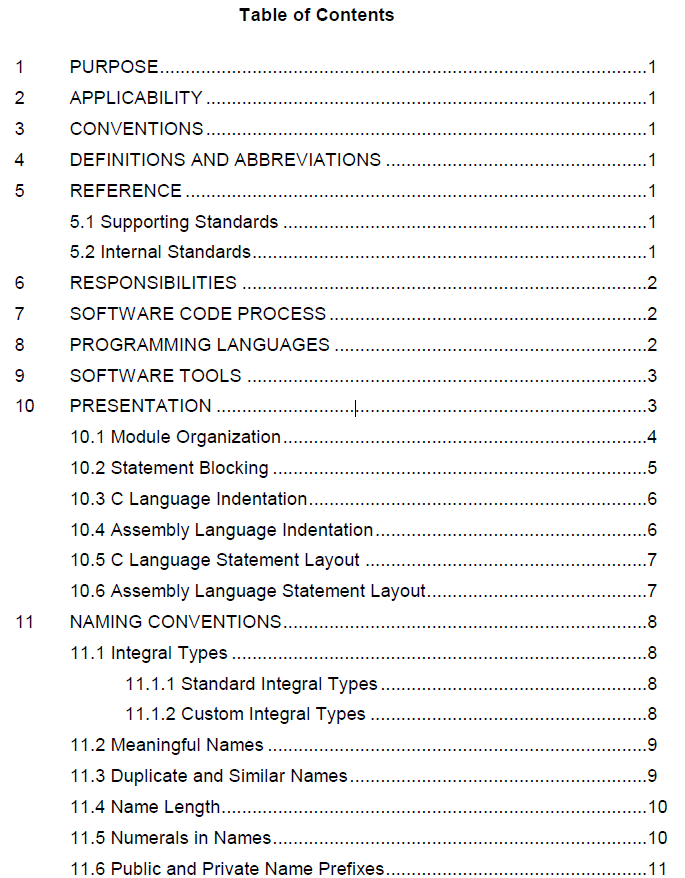 Table of Contents
1 PURPOSE...1
2 APPLICABILITY...1
3 CONVENTIONS...1
4 DEFINITIONS AND ABBREVIATIONS...1
5 REFERENCE...1
5.1 Supporting Standards...1
5.2 Internal Standards...1
6 RESPONSIBILITIES...2
7 SOFTWARE CODE PROCESS...2
8 PROGRAMMING LANGUAGES...2
9 SOFTWARE TOOLS...3
10 PRESENTATION...3
10.1 Module Organization...4
10.2 Statement Blocking...5
10.3 C Language Indentation...6
10.4 Assembly Language Indentation...6
10.5 C Language Statement Layout...7
10.6 Assembly Language Statement Layout...7
11 NAMING CONVENTIONS...8
11.1 Integral Types...8
11.1.1 Standard Integral Types...8
11.1.2 Custom Integral Types...8
11.2 Meaningful Names...9
11.3 Duplicate and Similar Names...9
11.4 Name Length...10
11.5 Numerals in Names...10
11.6 Public and Private Name Prefixes...11